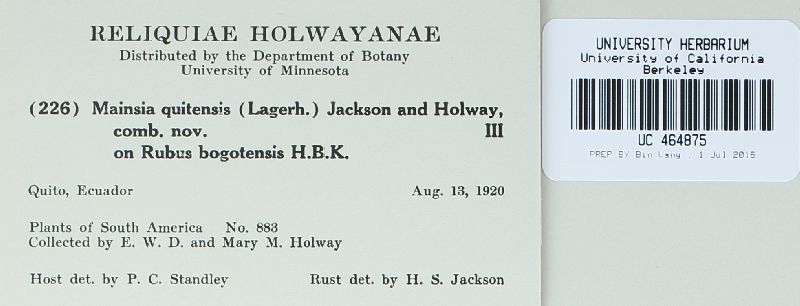 RELIQUIAE HOLWAYANAE
Distributed by the Department of Botany
University of Minnesota
(226) Mainsia quitensis (Lagerh.) Jackson and Holway,
comb. nov. III
on Rubus bogotensis H.B.K.
Quito, Ecuador Aug. 13, 1920
Plants of South America No. 883
Collected by E. W. D. and Mary M. Holway
Host det. by P. C. Standley Rust det. by H. S. Jackson
UNIVERSITY HERBARIUM
University of California
Berkeley
UC 464875
PREP BY Bin Wang , 1 Jul 2015